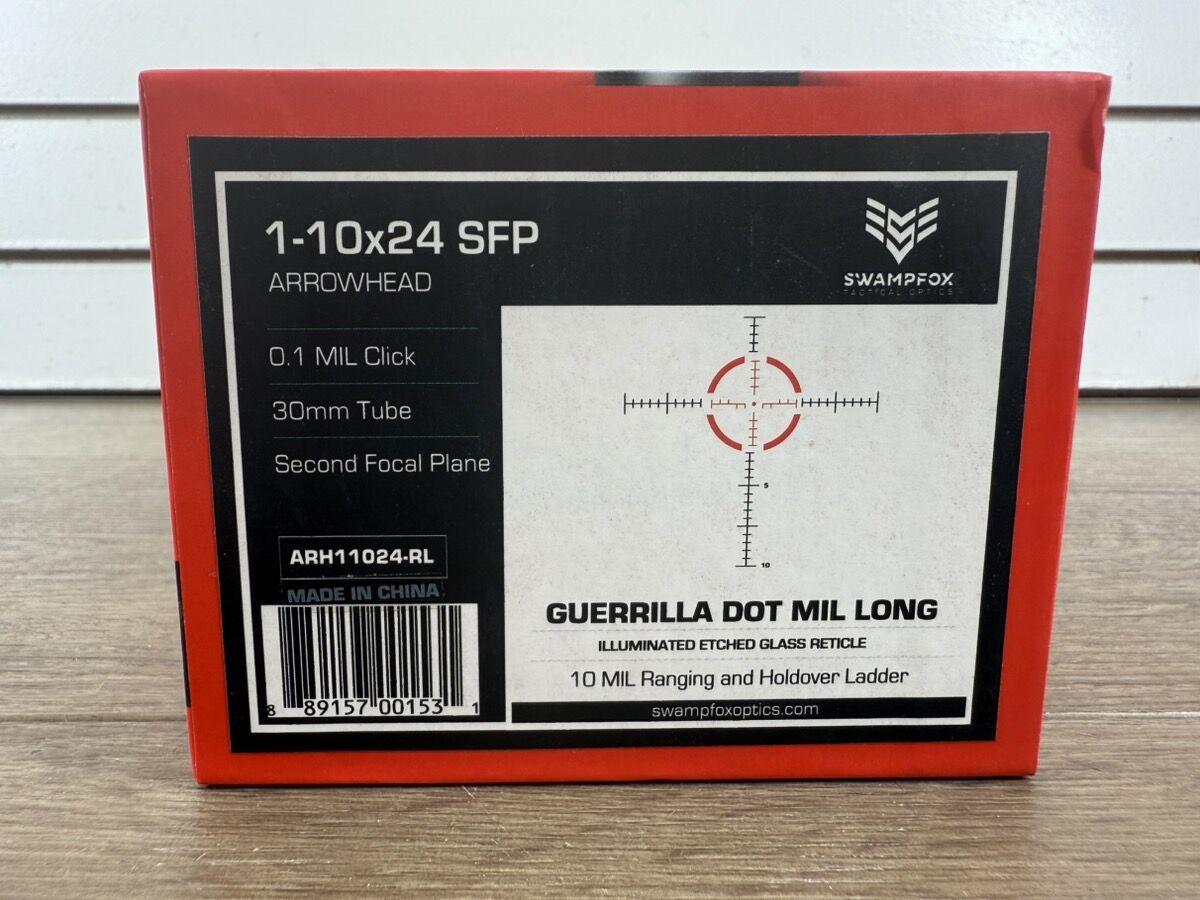 1-10x24 SFP
ARROWHEAD
SWAMPFOX
TACTICAL OPTICS
0.1 MIL Click
30mm Tube
Second Focal Plane
5
10
ARH11024-RL
MADE IN CHINA
8 89157 00153 1
GUERRILLA DOT MIL LONG
ILLUMINATED ETCHED GLASS RETICLE
10 MIL Ranging and Holdover Ladder
swampfoxoptics.com